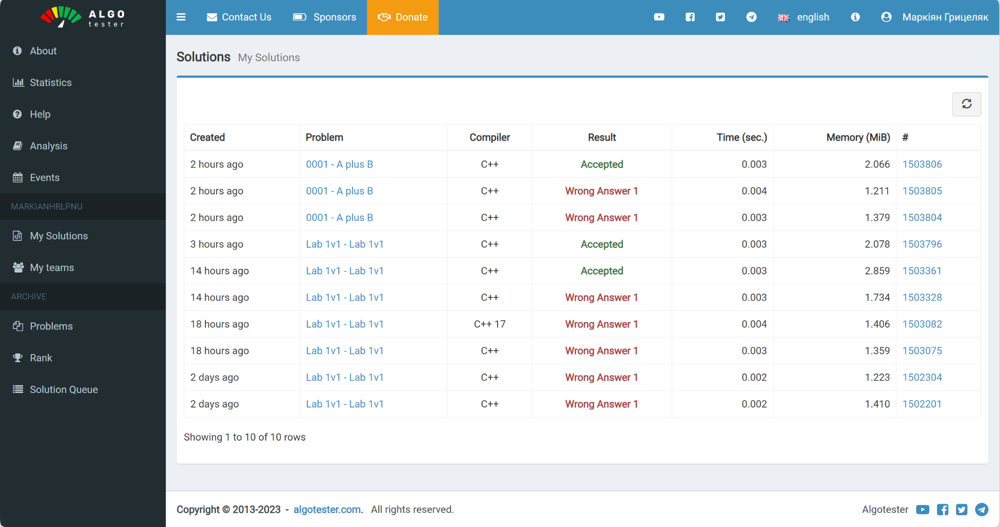 ALGO
tester
Contact Us
Sponsors
Donate
english
Маркіян Грицеляк
About
Statistics
Help
Analysis
Events
MARKIANHRLPNU
My Solutions
My teams
ARCHIVE
Problems
Rank
Solution Queue
Solutions My Solutions
Created Problem Compiler Result Time (sec.) Memory (MiB) #
2 hours ago 0001 - A plus B C++ Accepted 0.003 2.066 1503806
2 hours ago 0001 - A plus B C++ Wrong Answer 1 0.004 1.211 1503805
2 hours ago 0001 - A plus B C++ Wrong Answer 1 0.003 1.379 1503804
3 hours ago Lab 1v1 - Lab 1v1 C++ Accepted 0.003 2.078 1503796
14 hours ago Lab 1v1 - Lab 1v1 C++ Accepted 0.003 2.859 1503361
14 hours ago Lab 1v1 - Lab 1v1 C++ Wrong Answer 1 0.003 1.734 1503328
18 hours ago Lab 1v1 - Lab 1v1 C++ 17 Wrong Answer 1 0.004 1.406 1503082
18 hours ago Lab 1v1 - Lab 1v1 C++ Wrong Answer 1 0.003 1.359 1503075
2 days ago Lab 1v1 - Lab 1v1 C++ Wrong Answer 1 0.002 1.223 1502304
2 days ago Lab 1v1 - Lab 1v1 C++ Wrong Answer 1 0.002 1.410 1502201
Showing 1 to 10 of 10 rows
Copyright © 2013-2023 - algotester.com. All rights reserved.
Algotester